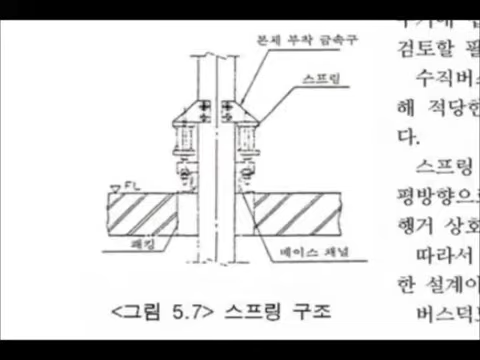 본체 부착 금속구
스프링
FL
패킹
베이스 채널
<그림 5.7> 스프링 구조
검토할 필
수직버스
해 적당한
다.
스프링
평방향으로
행거 상호
따라서
한 설계이
버스덕트